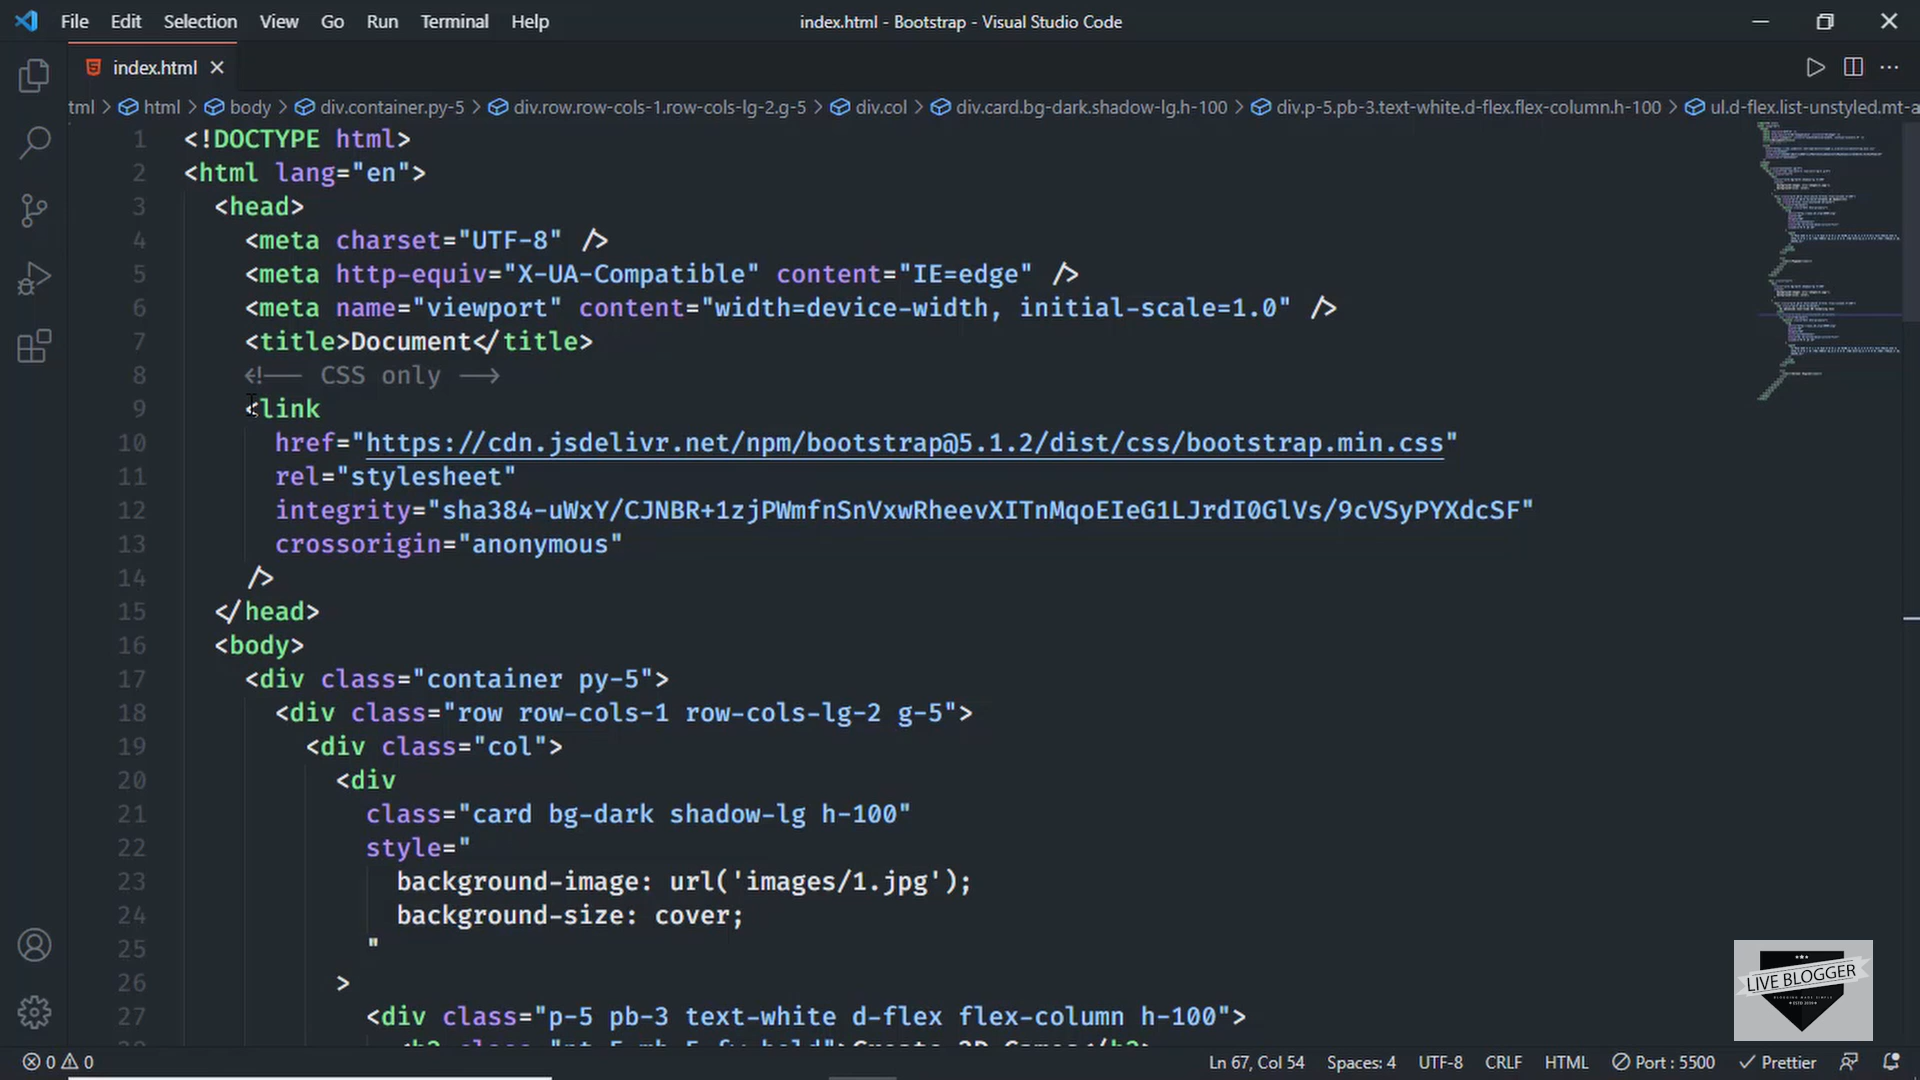 File Edit Selection View Go Run Terminal Help
index.html - Bootstrap - Visual Studio Code
index.html
tml > html > body > div.container.py-5 > div.row.row-cols-1.row-cols-lg-2.g-5 > div.col > div.card.bg-dark.shadow-lg.h-100 > div.p-5.pb-3.text-white.d-flex.flex-column.h-100 > ul.d-flex.list-unstyled.mt-a
1 <!DOCTYPE html>
2 <html lang="en">
3 <head>
4 <meta charset="UTF-8" />
5 <meta http-equiv="X-UA-Compatible" content="IE=edge" />
6 <meta name="viewport" content="width=device-width, initial-scale=1.0" />
7 <title>Document</title>
8 <!-- CSS only -->
9 <link
10 href="https://cdn.jsdelivr.net/npm/bootstrap@5.1.2/dist/css/bootstrap.min.css"
11 rel="stylesheet"
12 integrity="sha384-uWxY/CJNBR+1zjPWmfnSnVxwRheevXITnMqoEIeG1LJrdI0GlVs/9cVSyPYXdcSF"
13 crossorigin="anonymous"
14 />
15 </head>
16 <body>
17 <div class="container py-5">
18 <div class="row row-cols-1 row-cols-lg-2 g-5">
19 <div class="col">
20 <div
21 class="card bg-dark shadow-lg h-100"
22 style="
23 background-image: url('images/1.jpg');
24 background-size: cover;
25 "
26 >
27 <div class="p-5 pb-3 text-white d-flex flex-column h-100">
LIVE BLOGGER
0 0
Ln 67, Col 54 Spaces: 4 UTF-8 CRLF HTML Port : 5500 Prettier